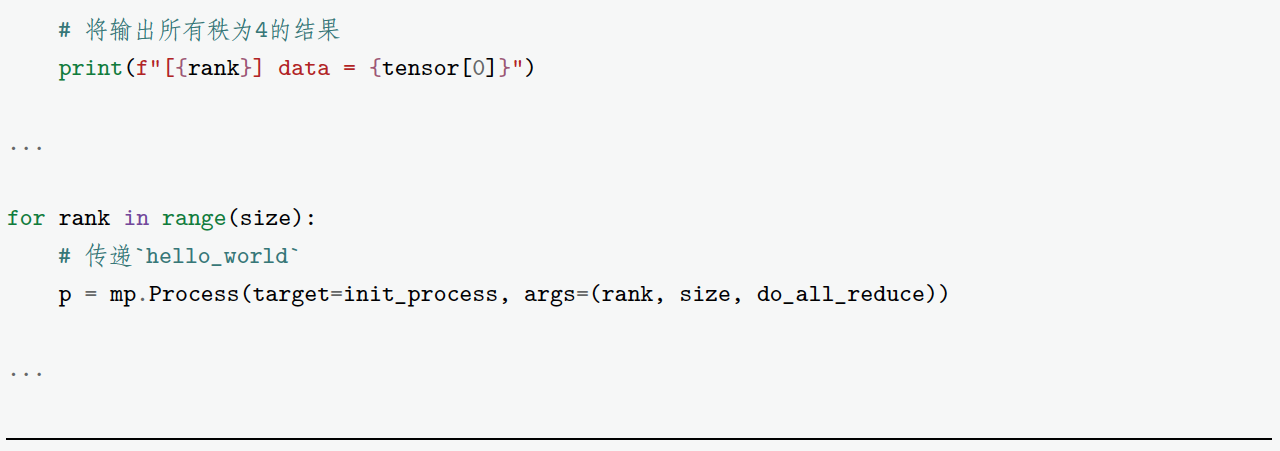 # 将输出所有秩为4的结果
print(f"[{rank}] data = {tensor[0]}")
...
for rank in range(size):
# 传递`hello_world`
p = mp.Process(target=init_process, args=(rank, size, do_all_reduce))
...